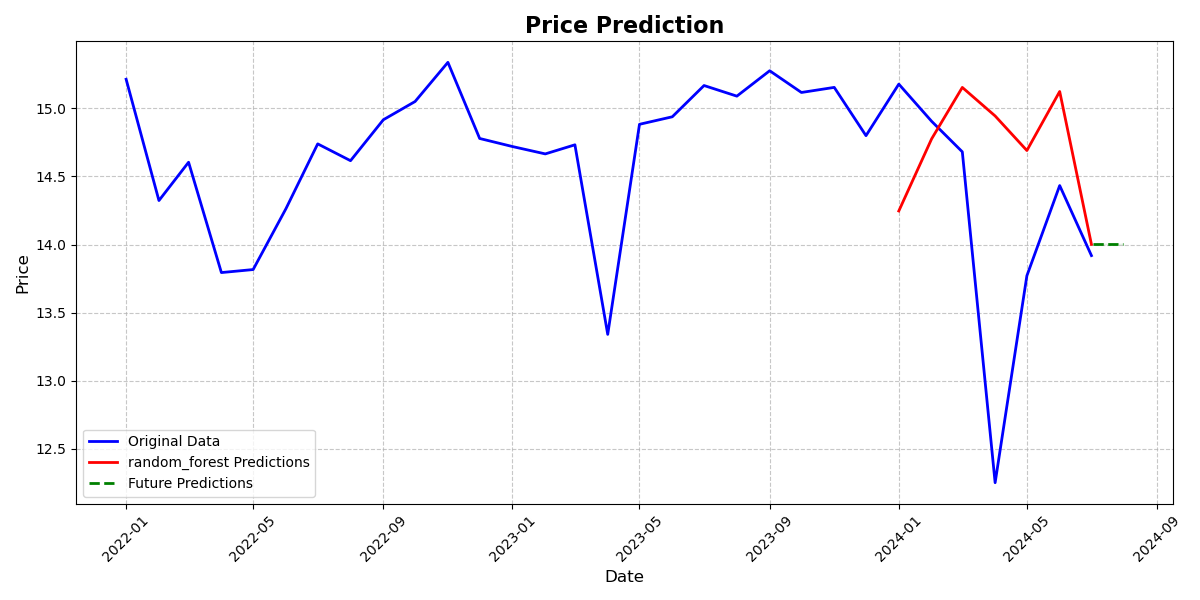 Price Prediction
Price
15.0
14.5
14.0
13.5
13.0
12.5
Original Data
random_forest Predictions
Future Predictions
2022-01
2022-05
2022-09
2023-01
2023-05
2023-09
2024-01
2024-05
2024-09
Date